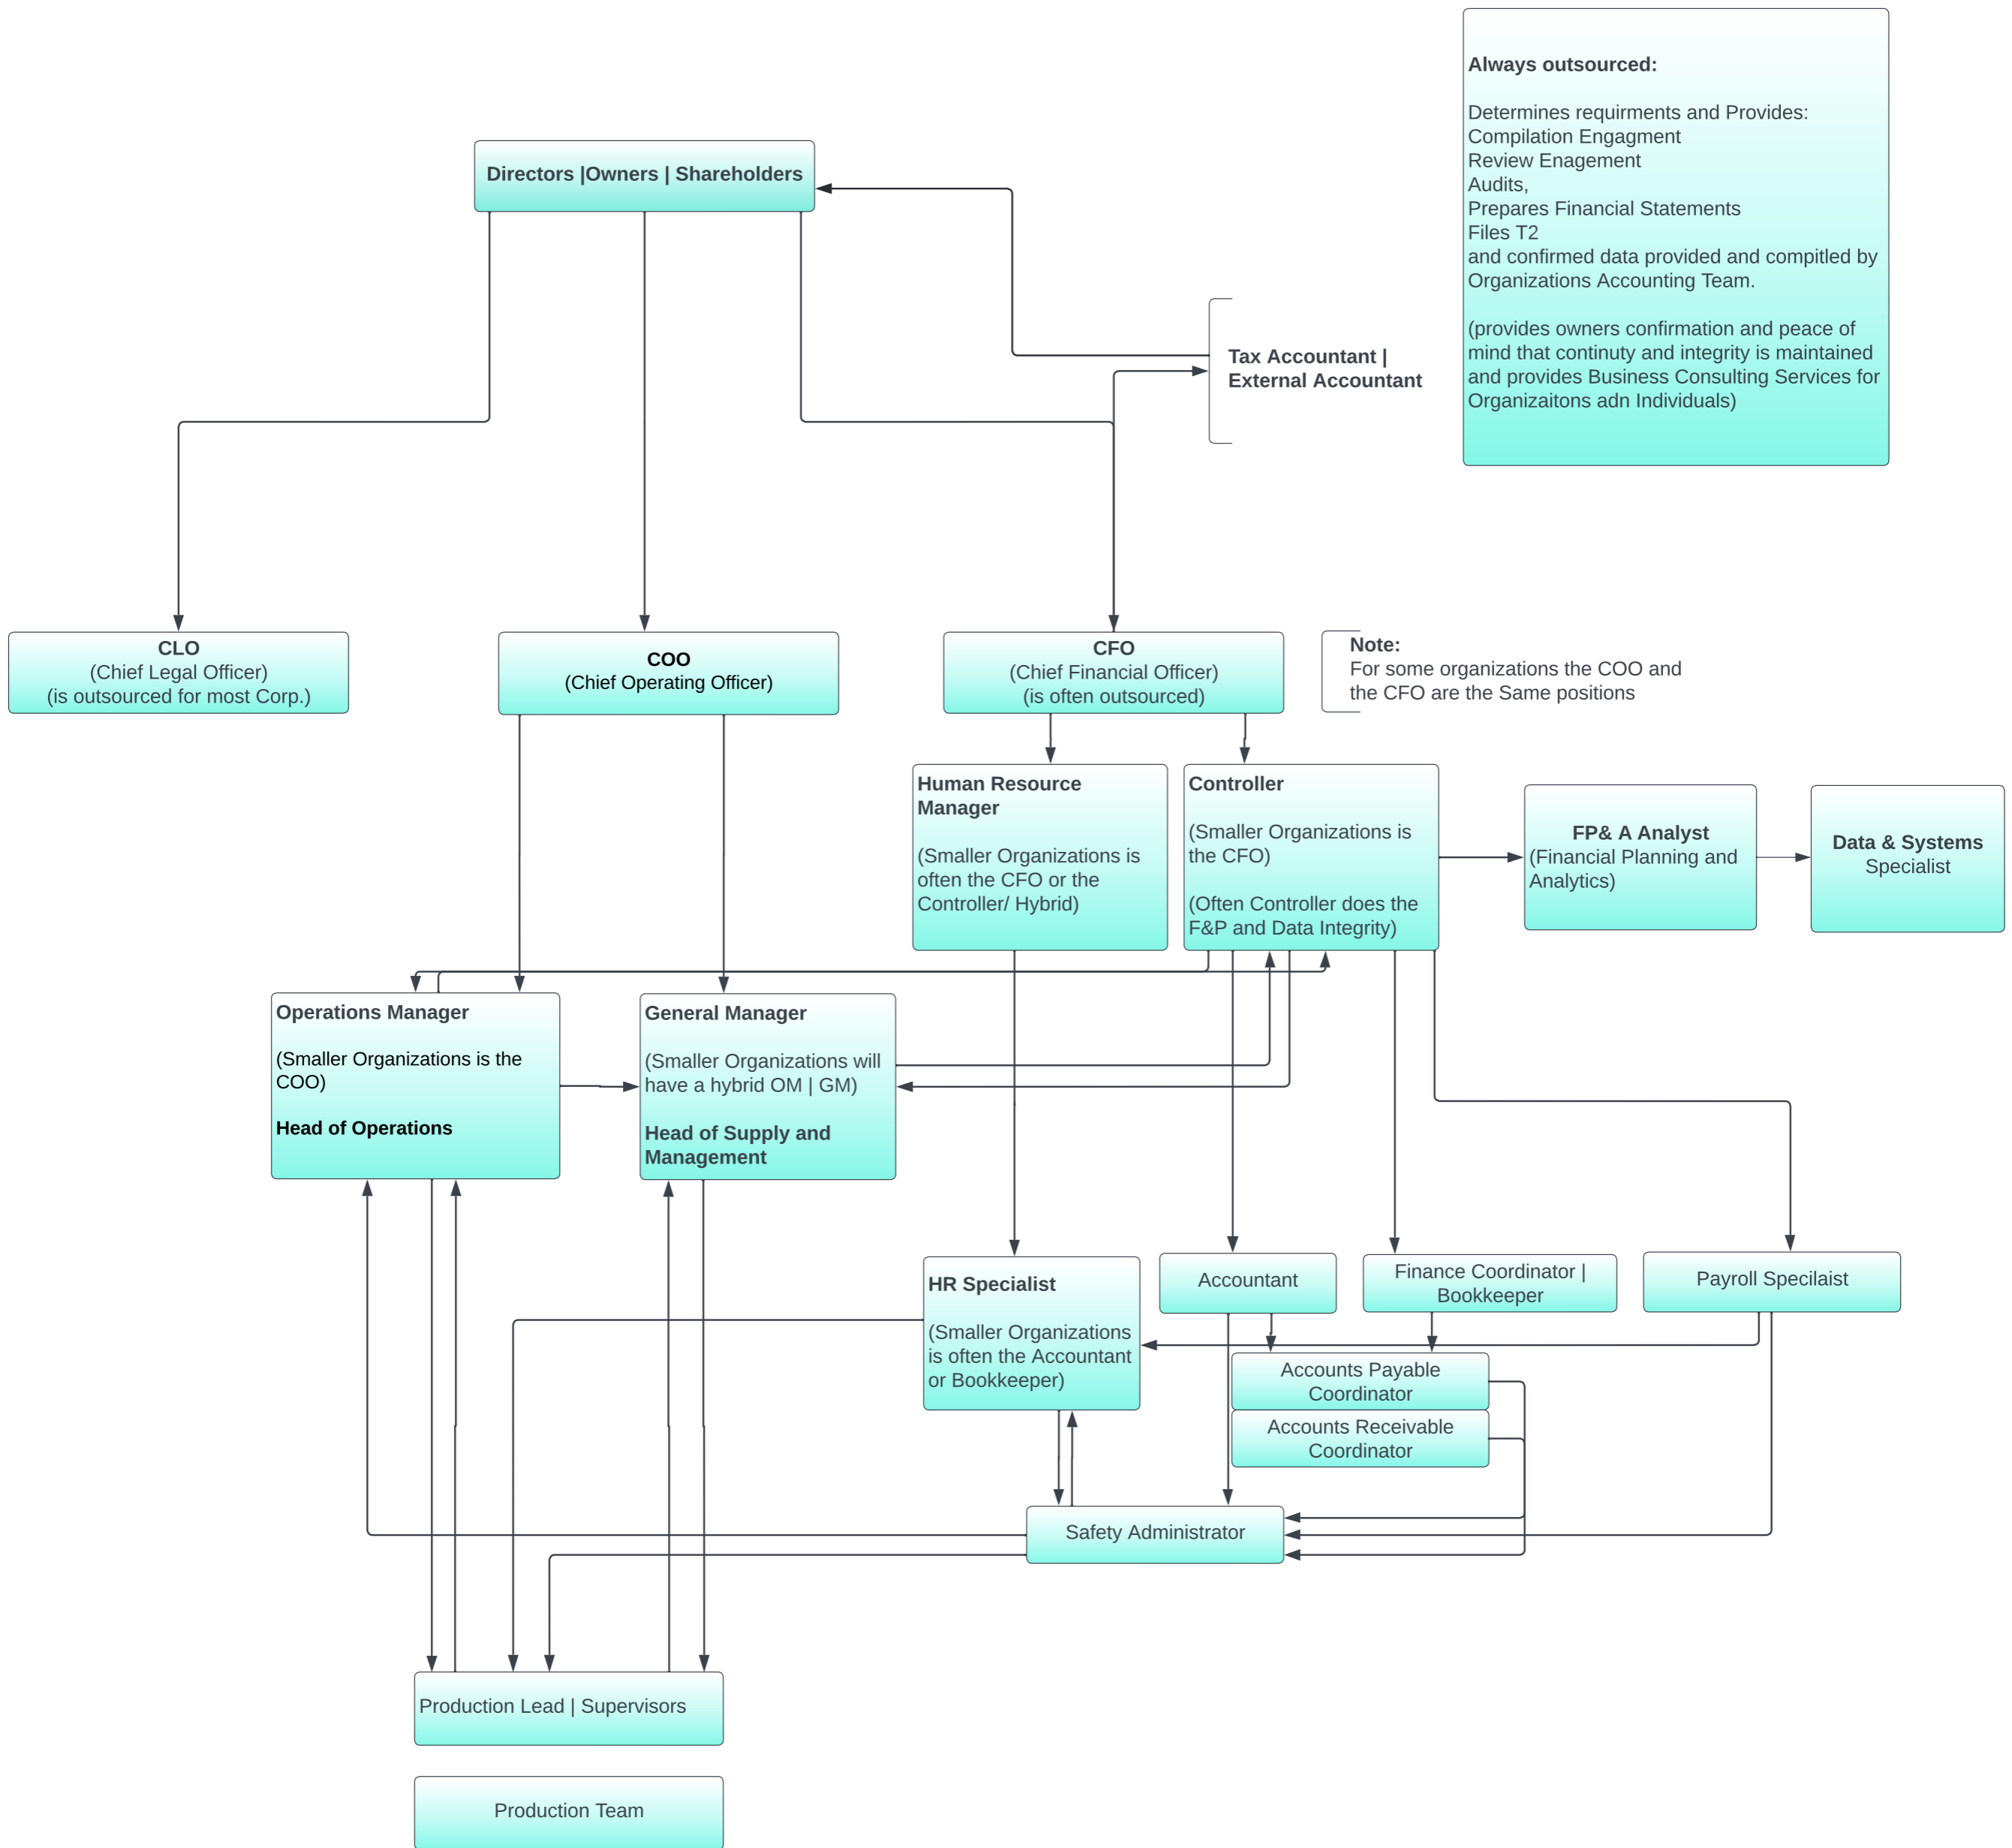 Always outsourced:
Determines requirments and Provides:
Compilation Engagment
Review Enagement
Audits,
Prepares Financial Statements
Files T2
and confirmed data provided and compitled by
Organizations Accounting Team.
(provides owners confirmation and peace of
mind that continuty and integrity is maintained
and provides Business Consulting Services for
Organizaitons adn Individuals)
Directors |Owners | Shareholders
Tax Accountant |
External Accountant
CLO
(Chief Legal Officer)
(is outsourced for most Corp.)
COO
(Chief Operating Officer)
CFO
(Chief Financial Officer)
(is often outsourced)
Note:
For some organizations the COO and
the CFO are the Same positions
Human Resource
Manager
(Smaller Organizations is
often the CFO or the
Controller/ Hybrid)
Controller
(Smaller Organizations is
the CFO)
(Often Controller does the
F&P and Data Integrity)
FP& A Analyst
(Financial Planning and
Analytics)
Data & Systems
Specialist
Operations Manager
(Smaller Organizations is the
COO)
Head of Operations
General Manager
(Smaller Organizations will
have a hybrid OM | GM)
Head of Supply and
Management
HR Specialist
(Smaller Organizations
is often the Accountant
or Bookkeeper)
Accountant
Finance Coordinator |
Bookkeeper
Payroll Specilaist
Accounts Payable
Coordinator
Accounts Receivable
Coordinator
Safety Administrator
Production Lead | Supervisors
Production Team